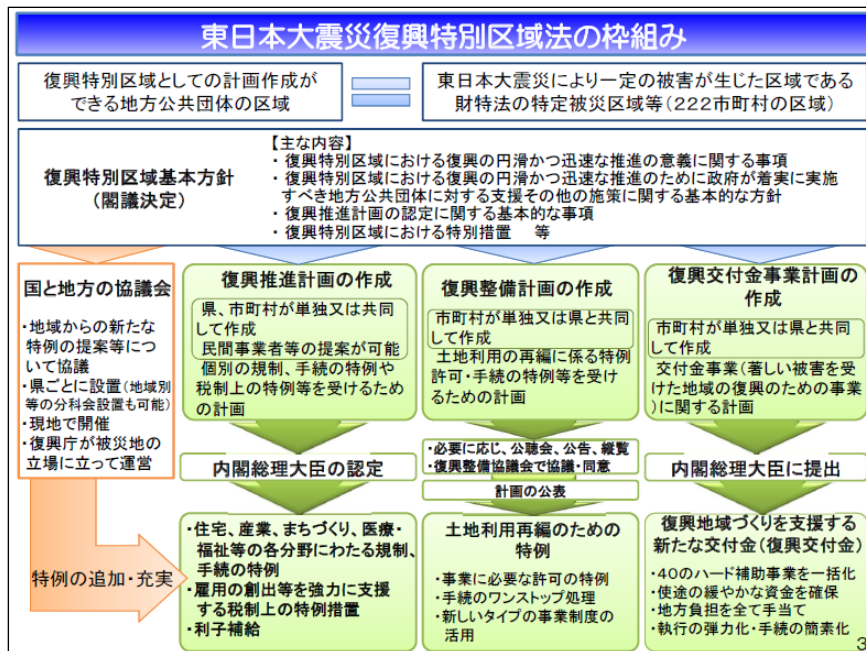 東日本大震災復興特別区域法の枠組み
復興特別区域としての計画作成が
できる地方公共団体の区域
東日本大震災により一定の被害が生じた区域である
財特法の特定被災区域等(222市町村の区域)
復興特別区域基本方針
(閣議決定)
【主な内容】
・復興特別区域における復興の円滑かつ迅速な推進の意義に関する事項
・復興特別区域における復興の円滑かつ迅速な推進のために政府が着実に実施
すべき地方公共団体に対する支援その他の施策に関する基本的な方針
・復興推進計画の認定に関する基本的な事項
・復興特別区域における特別措置 等
国と地方の協議会
・地域からの新たな
特例の提案等につ
いて協議
・県ごとに設置(地域別
等の分科会設置も可能)
・現地で開催
・復興庁が被災地の
立場に立って運営
特例の追加・充実
復興推進計画の作成
県、市町村が単独又は共同
して作成
民間事業者等の提案が可能
個別の規制、手続の特例や
税制上の特例等を受けるため
の計画
内閣総理大臣の認定
・住宅、産業、まちづくり、医療・
福祉等の各分野にわたる規制、
手続の特例
・雇用の創出等を強力に支援
する税制上の特例措置
・利子補給
復興整備計画の作成
市町村が単独又は県と共同
して作成
土地利用の再編に係る特例
許可・手続の特例等を受け
るための計画
・必要に応じ、公聴会、公告、縦覧
・復興整備協議会で協議・同意
計画の公表
土地利用再編のための
特例
・事業に必要な許可の特例
・手続のワンストップ処理
・新しいタイプの事業制度の
活用
復興交付金事業計画の
作成
市町村が単独又は県と共同
して作成
交付金事業(著しい被害を
受けた地域の復興のための事業
)に関する計画
内閣総理大臣に提出
復興地域づくりを支援する
新たな交付金(復興交付金)
・40のハード補助事業を一括化
・使途の緩やかな資金を確保
・地方負担を全て手当て
・執行の弾力化・手続の簡素化
3